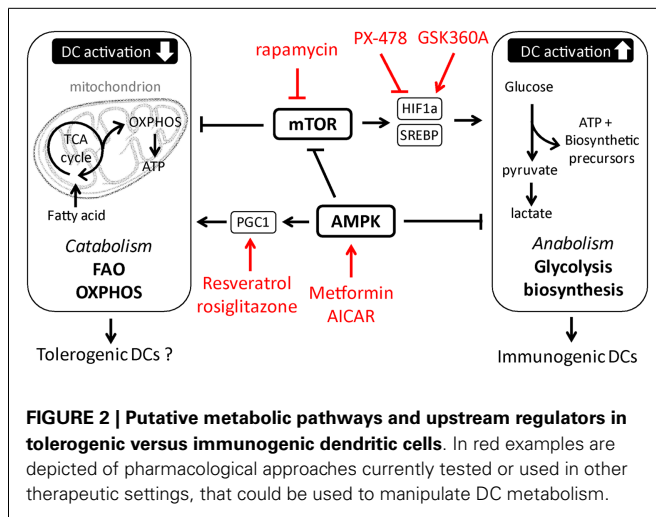 DC activation
mitochondrion
OXPHOS
TCA
cycle
ATP
Fatty acid
Catabolism
FAO
OXPHOS
Tolerogenic DCs ?
rapamycin
PX-478
GSK360A
mTOR
HIF1a
SREBP
PGC1
AMPK
Resveratrol
rosiglitazone
Metformin
AICAR
DC activation
Glucose
ATP +
Biosynthetic
precursors
pyruvate
lactate
Anabolism
Glycolysis
biosynthesis
Immunogenic DCs
FIGURE 2 | Putative metabolic pathways and upstream regulators in
tolerogenic versus immunogenic dendritic cells. In red examples are
depicted of pharmacological approaches currently tested or used in other
therapeutic settings, that could be used to manipulate DC metabolism.